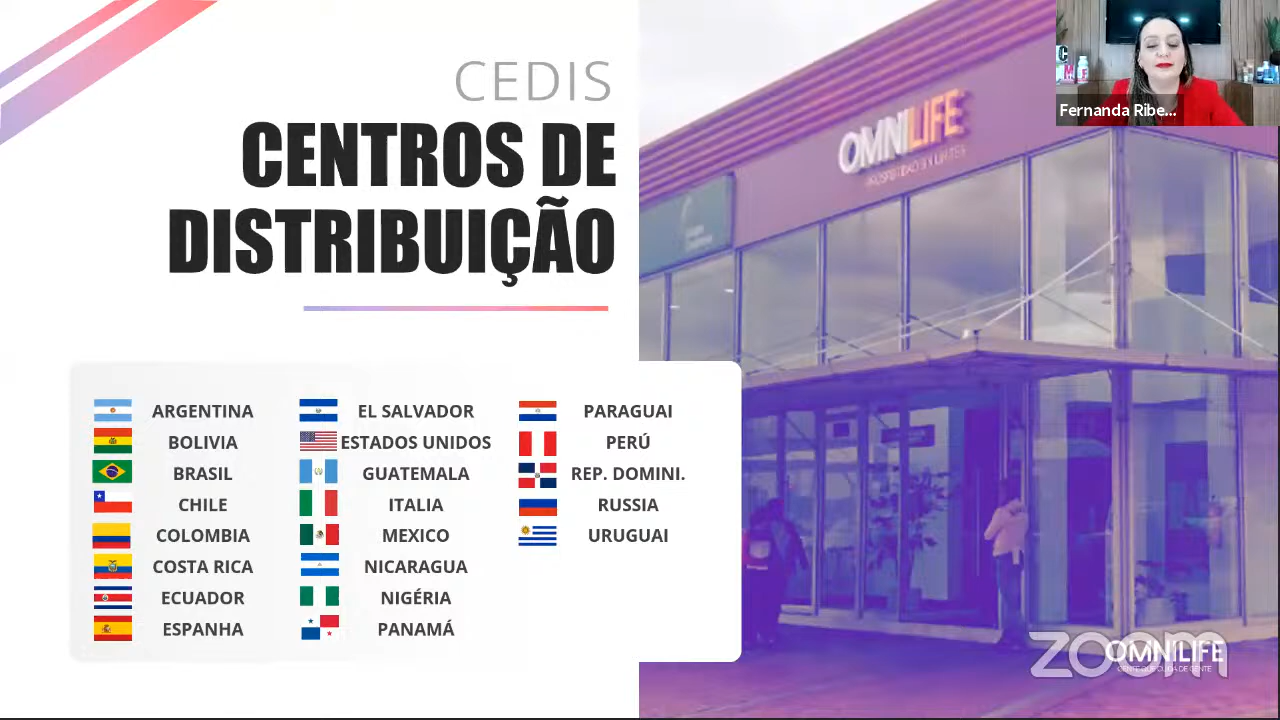 CEDIS
CENTROS DE
DISTRIBUIÇÃO
ARGENTINA
BOLIVIA
BRASIL
CHILE
COLOMBIA
COSTA RICA
ECUADOR
ESPANHA
EL SALVADOR
ESTADOS UNIDOS
GUATEMALA
ITALIA
MEXICO
NICARAGUA
NIGÉRIA
PANAMÁ
PARAGUAI
PERÚ
REP. DOMINI.
RUSSIA
URUGUAI
OMNILIFE
Fernanda Ribe...
zoom
OMNILIFE